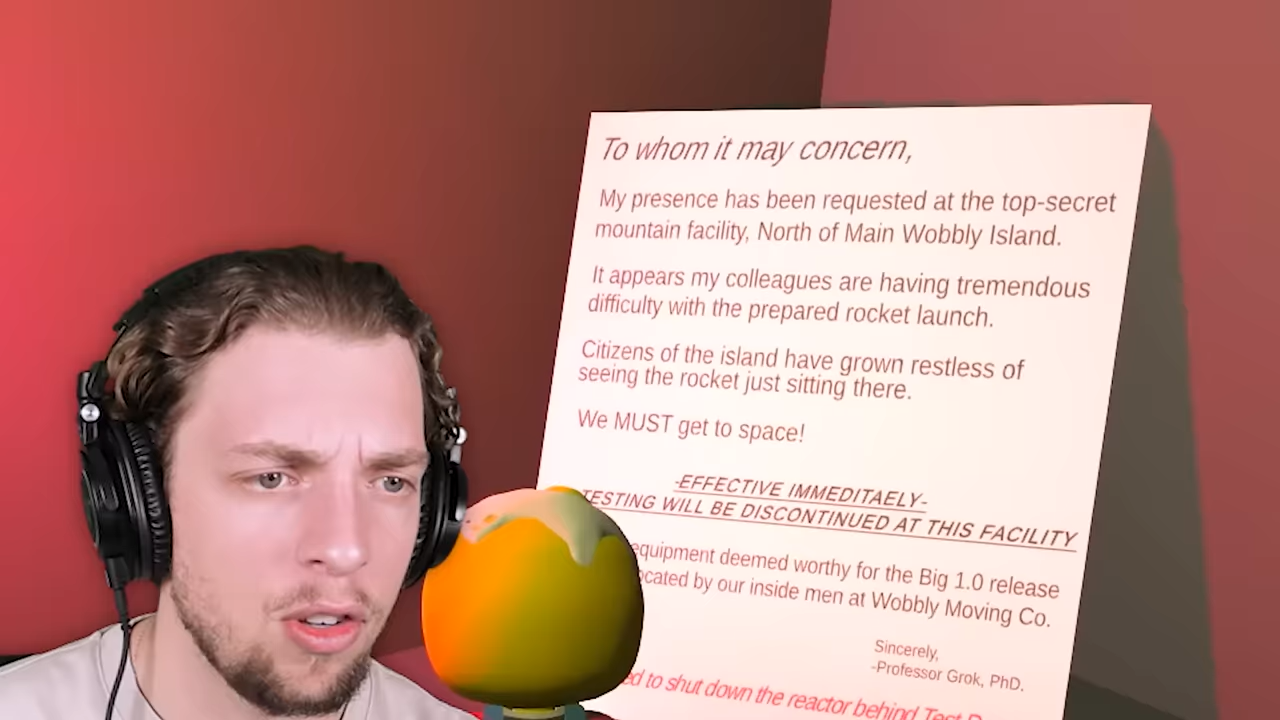 To whom it may concern,
My presence has been requested at the top-secret
mountain facility, North of Main Wobbly Island.
It appears my colleagues are having tremendous
difficulty with the prepared rocket launch.
Citizens of the island have grown restless of
seeing the rocket just sitting there.
We MUST get to space!
-EFFECTIVE IMMEDITAELY-
TESTING WILL BE DISCONTINUED AT THIS FACILITY
equipment deemed worthy for the Big 1.0 release
by our inside men at Wobbly Moving Co.
Sincerely,
-Professor Grok, PhD.
to shut down the reactor behind Test